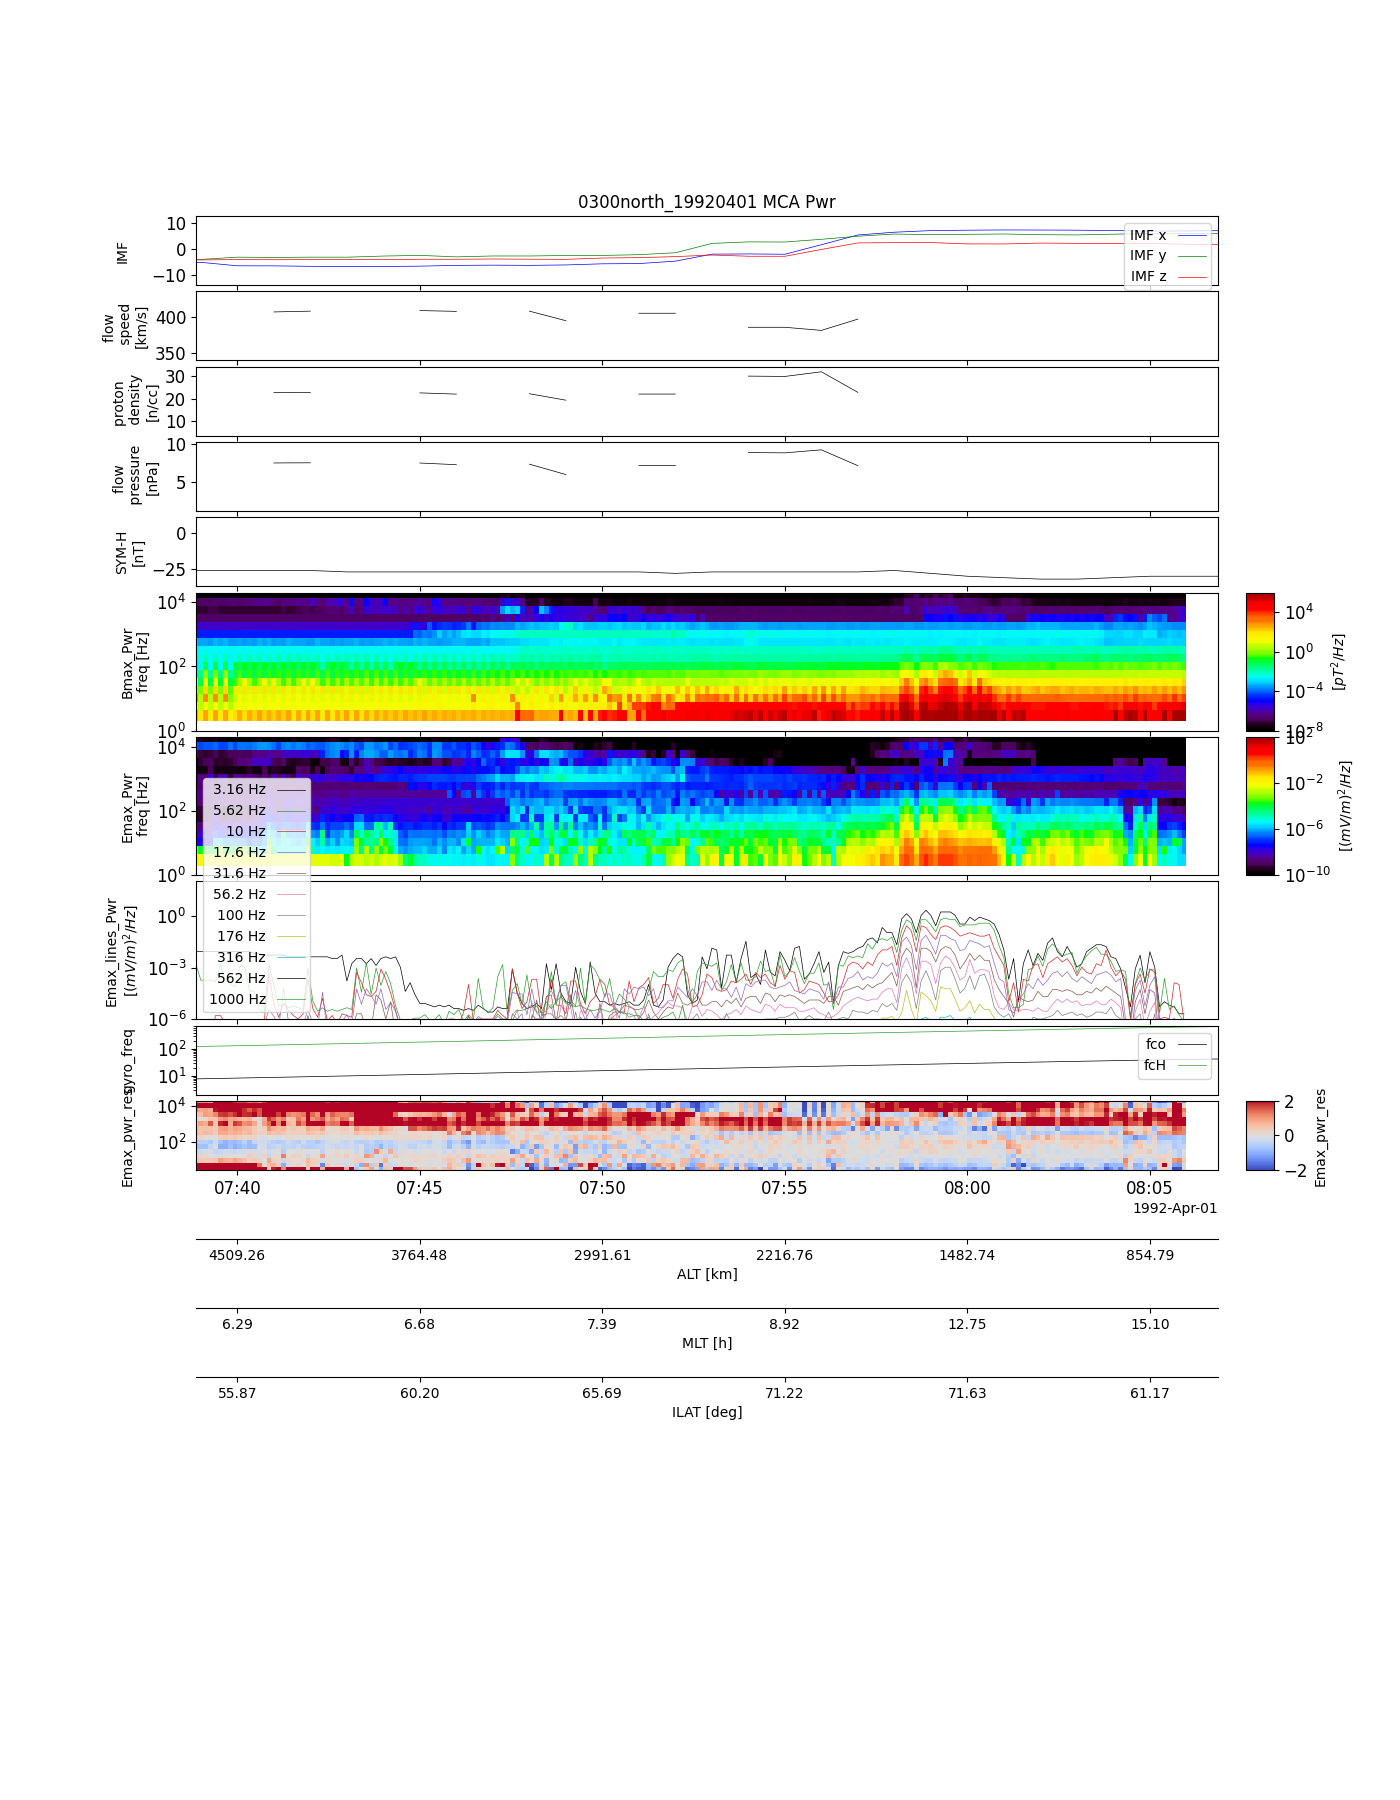 0300north_19920401 MCA Pwr
10
0
−10
IMF
IMF x
IMF y
IMF z
400
350
flow
speed
[km/s]
30
20
10
proton
density
[n/cc]
10
5
flow
pressure
[nPa]
0
−25
SYM-H
[nT]
10^4
10^2
10^0
Bmax_Pwr
freq [Hz]
10^4
10^0
10^−4
10^−8
[pT^2/Hz]
10^4
10^2
10^0
Emax_Pwr
freq [Hz]
10^2
10^−2
10^−6
10^−10
[(mV/m)^2/Hz]
3.16 Hz
5.62 Hz
10 Hz
17.6 Hz
31.6 Hz
56.2 Hz
100 Hz
176 Hz
316 Hz
562 Hz
1000 Hz
10^0
10^−3
10^−6
Emax_lines_Pwr
[(mV/m)^2/Hz]
10^2
10^1
gyro_freq
fco
fcH
10^4
10^2
Emax_pwr_res
2
0
−2
Emax_pwr_res
07:40 07:45 07:50 07:55 08:00 08:05
1992-Apr-01
4509.26 3764.48 2991.61 2216.76 1482.74 854.79
ALT [km]
6.29 6.68 7.39 8.92 12.75 15.10
MLT [h]
55.87 60.20 65.69 71.22 71.63 61.17
ILAT [deg]